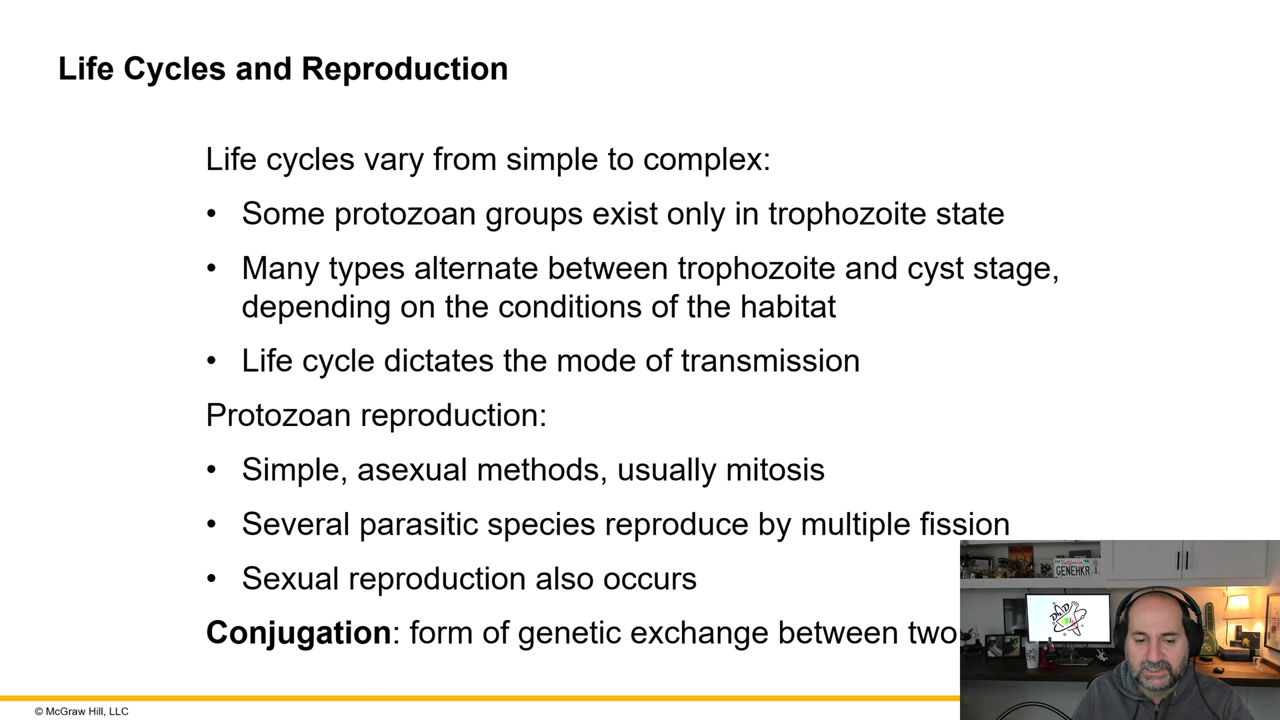 Life Cycles and Reproduction
Life cycles vary from simple to complex:
• Some protozoan groups exist only in trophozoite state
• Many types alternate between trophozoite and cyst stage,
depending on the conditions of the habitat
• Life cycle dictates the mode of transmission
Protozoan reproduction:
• Simple, asexual methods, usually mitosis
• Several parasitic species reproduce by multiple fission
• Sexual reproduction also occurs
Conjugation: form of genetic exchange between two
© McGraw Hill, LLC
GENEHKR